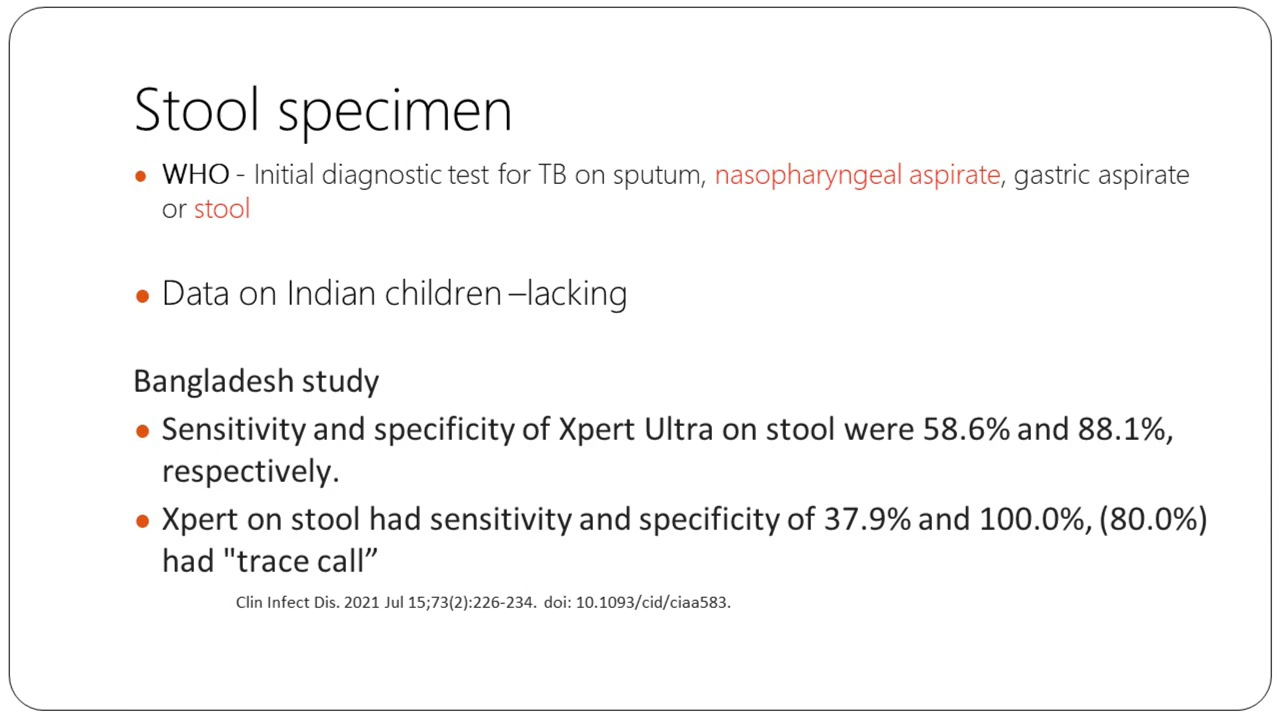 Stool specimen
• WHO - Initial diagnostic test for TB on sputum, nasopharyngeal aspirate, gastric aspirate
or stool
• Data on Indian children –lacking
Bangladesh study
• Sensitivity and specificity of Xpert Ultra on stool were 58.6% and 88.1%,
respectively.
• Xpert on stool had sensitivity and specificity of 37.9% and 100.0%, (80.0%)
had "trace call”
Clin Infect Dis. 2021 Jul 15;73(2):226-234. doi: 10.1093/cid/ciaa583.